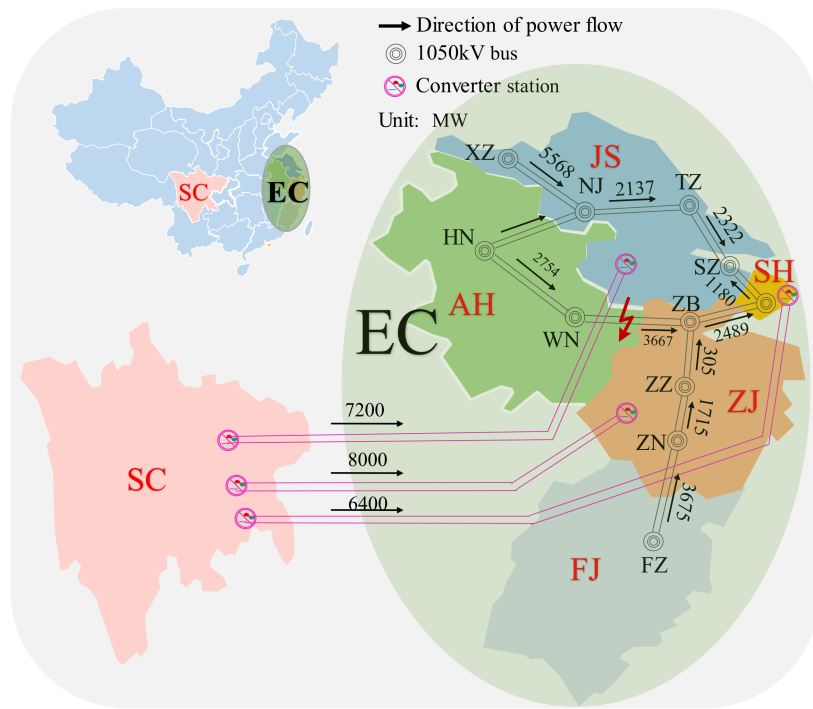 Direction of power flow
1050kV bus
Converter station
Unit: MW
SC
EC
XZ
5568
JS
NJ
2137
TZ
2322
HN
2754
SZ
SH
1180
AH
EC
WN
3667
ZB
2489
305
ZZ
ZJ
1715
ZN
7200
8000
6400
SC
3675
FJ
FZ